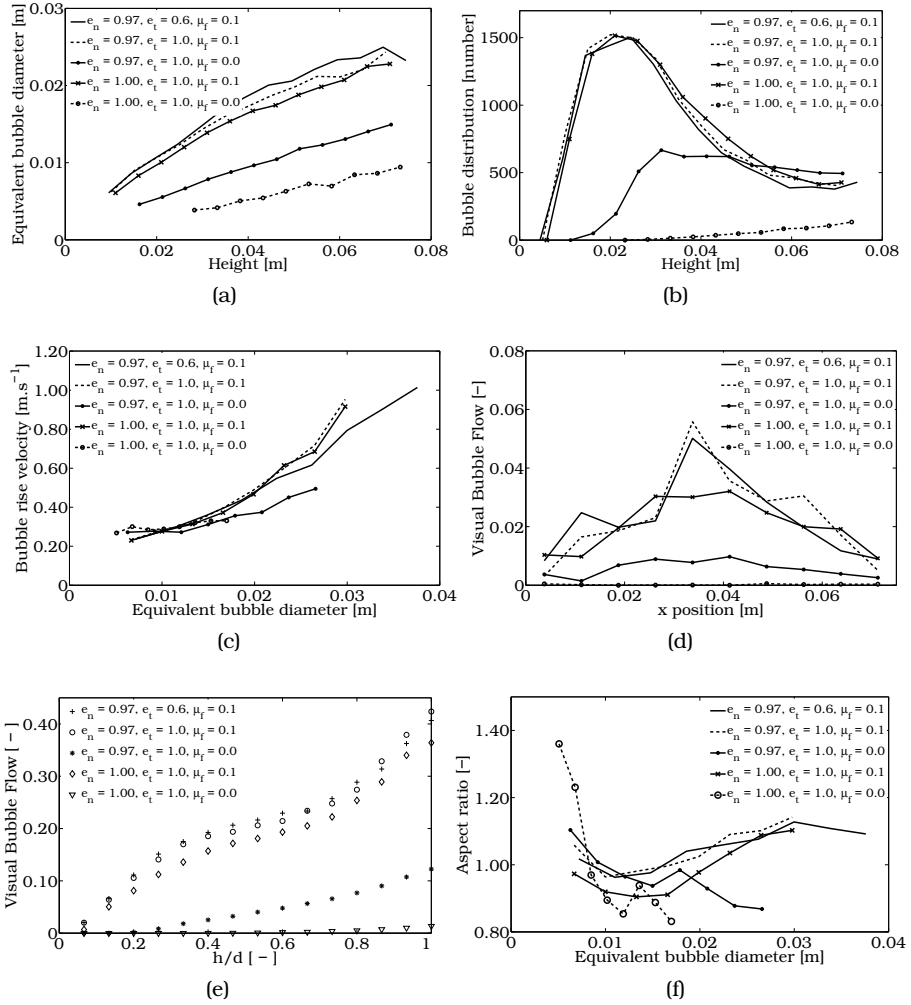 Equivalent bubble diameter [m]
0.03
0.02
0.01
0
e_n = 0.97, e_t = 0.6, μ_f = 0.1
e_n = 0.97, e_t = 1.0, μ_f = 0.1
e_n = 0.97, e_t = 1.0, μ_f = 0.0
e_n = 1.00, e_t = 1.0, μ_f = 0.1
e_n = 1.00, e_t = 1.0, μ_f = 0.0
0 0.02 0.04 0.06 0.08
Height [m]
(a)
Bubble distribution [number]
1500
1000
500
0
e_n = 0.97, e_t = 0.6, μ_f = 0.1
e_n = 0.97, e_t = 1.0, μ_f = 0.1
e_n = 0.97, e_t = 1.0, μ_f = 0.0
e_n = 1.00, e_t = 1.0, μ_f = 0.1
e_n = 1.00, e_t = 1.0, μ_f = 0.0
0 0.02 0.04 0.06 0.08
Height [m]
(b)
Bubble rise velocity [m.s⁻¹]
1.20
1.00
0.80
0.60
0.40
0.20
0
e_n = 0.97, e_t = 0.6, μ_f = 0.1
e_n = 0.97, e_t = 1.0, μ_f = 0.1
e_n = 0.97, e_t = 1.0, μ_f = 0.0
e_n = 1.00, e_t = 1.0, μ_f = 0.1
e_n = 1.00, e_t = 1.0, μ_f = 0.0
0 0.01 0.02 0.03 0.04
Equivalent bubble diameter [m]
(c)
Visual Bubble Flow [−]
0.08
0.06
0.04
0.02
0
e_n = 0.97, e_t = 0.6, μ_f = 0.1
e_n = 0.97, e_t = 1.0, μ_f = 0.1
e_n = 0.97, e_t = 1.0, μ_f = 0.0
e_n = 1.00, e_t = 1.0, μ_f = 0.1
e_n = 1.00, e_t = 1.0, μ_f = 0.0
0 0.02 0.04 0.06
x position [m]
(d)
Visual Bubble Flow [ − ]
0.40
0.30
0.20
0.10
0
e_n = 0.97, e_t = 0.6, μ_f = 0.1
e_n = 0.97, e_t = 1.0, μ_f = 0.1
e_n = 0.97, e_t = 1.0, μ_f = 0.0
e_n = 1.00, e_t = 1.0, μ_f = 0.1
e_n = 1.00, e_t = 1.0, μ_f = 0.0
0 0.2 0.4 0.6 0.8 1
h/d [ − ]
(e)
Aspect ratio [−]
1.40
1.20
1.00
0.80
e_n = 0.97, e_t = 0.6, μ_f = 0.1
e_n = 0.97, e_t = 1.0, μ_f = 0.1
e_n = 0.97, e_t = 1.0, μ_f = 0.0
e_n = 1.00, e_t = 1.0, μ_f = 0.1
e_n = 1.00, e_t = 1.0, μ_f = 0.0
0 0.01 0.02 0.03 0.04
Equivalent bubble diameter [m]
(f)